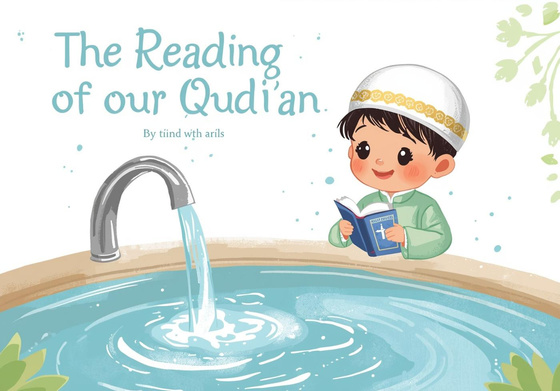 The Reading
of our Qudi'an
By tiind wth arils